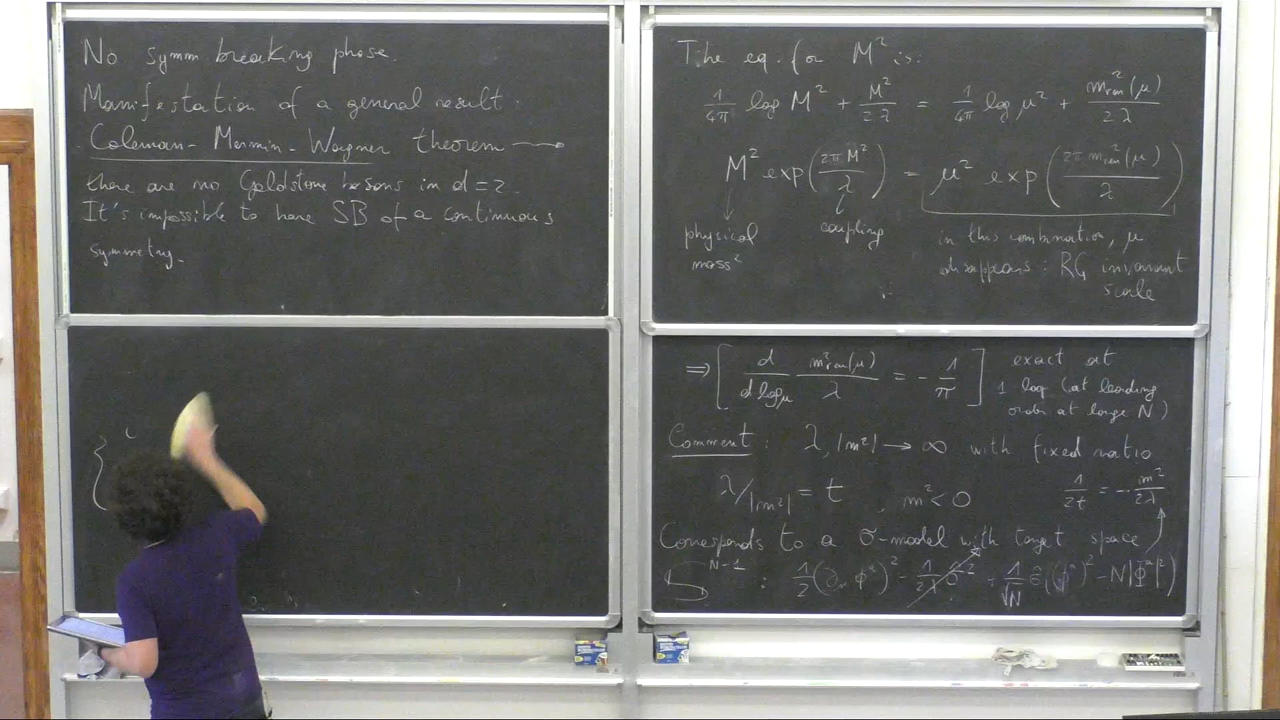 No symm breaking phase.
Manifestation of a general result:
Coleman-Mermin-Wagner theorem →
there are no Goldstone bosons in d=2.
It's impossible to have SB of a continuous
symmetry.
The eq. for M² is:
1/4π log M² + M²/2λ = 1/4π log μ² + m²ren(μ)/2λ
M² exp(2πM²/λ) = μ² exp(2π m²ren(μ)/λ)
physical mass²
coupling
in this combination, μ
disappears: RG invariant
scale
⇒ [ d/dlogμ m²ren(μ)/λ = -1/π ] exact at
1 loop (at leading
order at large N)
Comment: λ, |m²| → ∞ with fixed ratio
λ/|m²| = t , m²<0 1/2t = -m²/2λ
Corresponds to a σ-model with target space
S^N-1 :